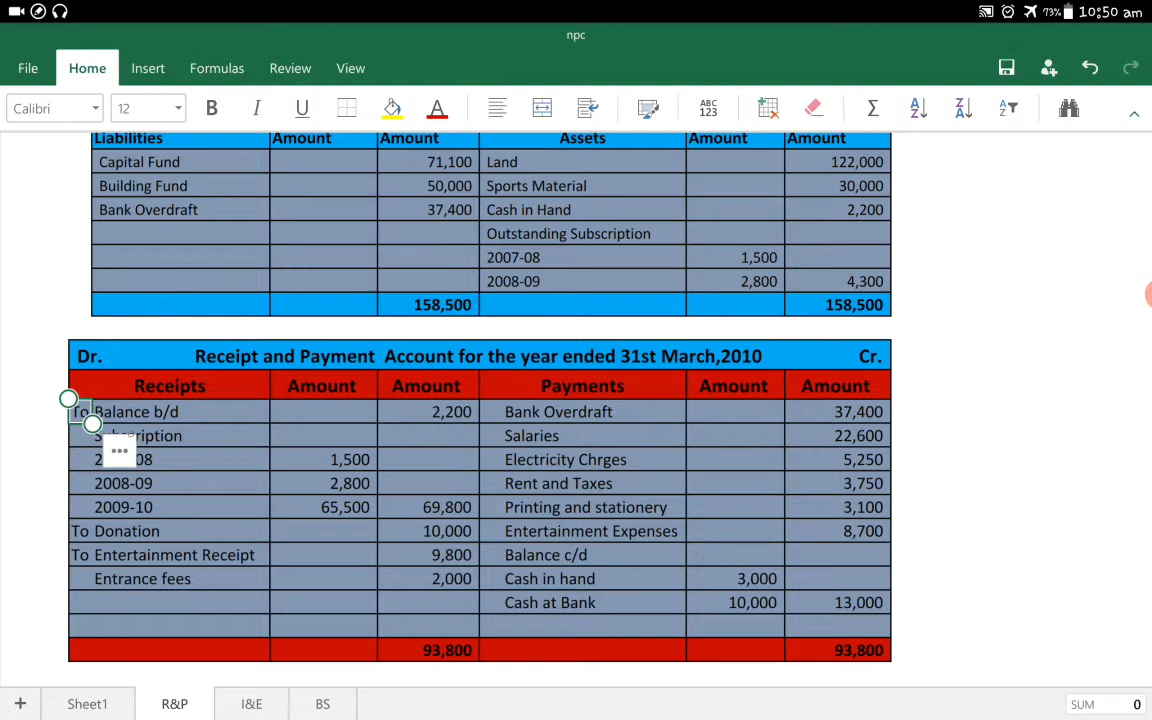 73% 10:50 am
npc
File Home Insert Formulas Review View
Calibri 12 B I U A ABC 123 Σ A Z Z A A Z
Liabilities Amount Amount Assets Amount Amount
Capital Fund 71,100 Land 122,000
Building Fund 50,000 Sports Material 30,000
Bank Overdraft 37,400 Cash in Hand 2,200
Outstanding Subscription
2007-08 1,500
2008-09 2,800 4,300
158,500 158,500
Dr. Receipt and Payment Account for the year ended 31st March,2010 Cr.
Receipts Amount Amount Payments Amount Amount
To Balance b/d 2,200 Bank Overdraft 37,400
Salaries 22,600
1,500 Electricity Chrges 5,250
2008-09 2,800 Rent and Taxes 3,750
2009-10 65,500 69,800 Printing and stationery 3,100
To Donation 10,000 Entertainment Expenses 8,700
To Entertainment Receipt 9,800 Balance c/d
Entrance fees 2,000 Cash in hand 3,000
Cash at Bank 10,000 13,000
93,800 93,800
+ Sheet1 R&P I&E BS SUM 0